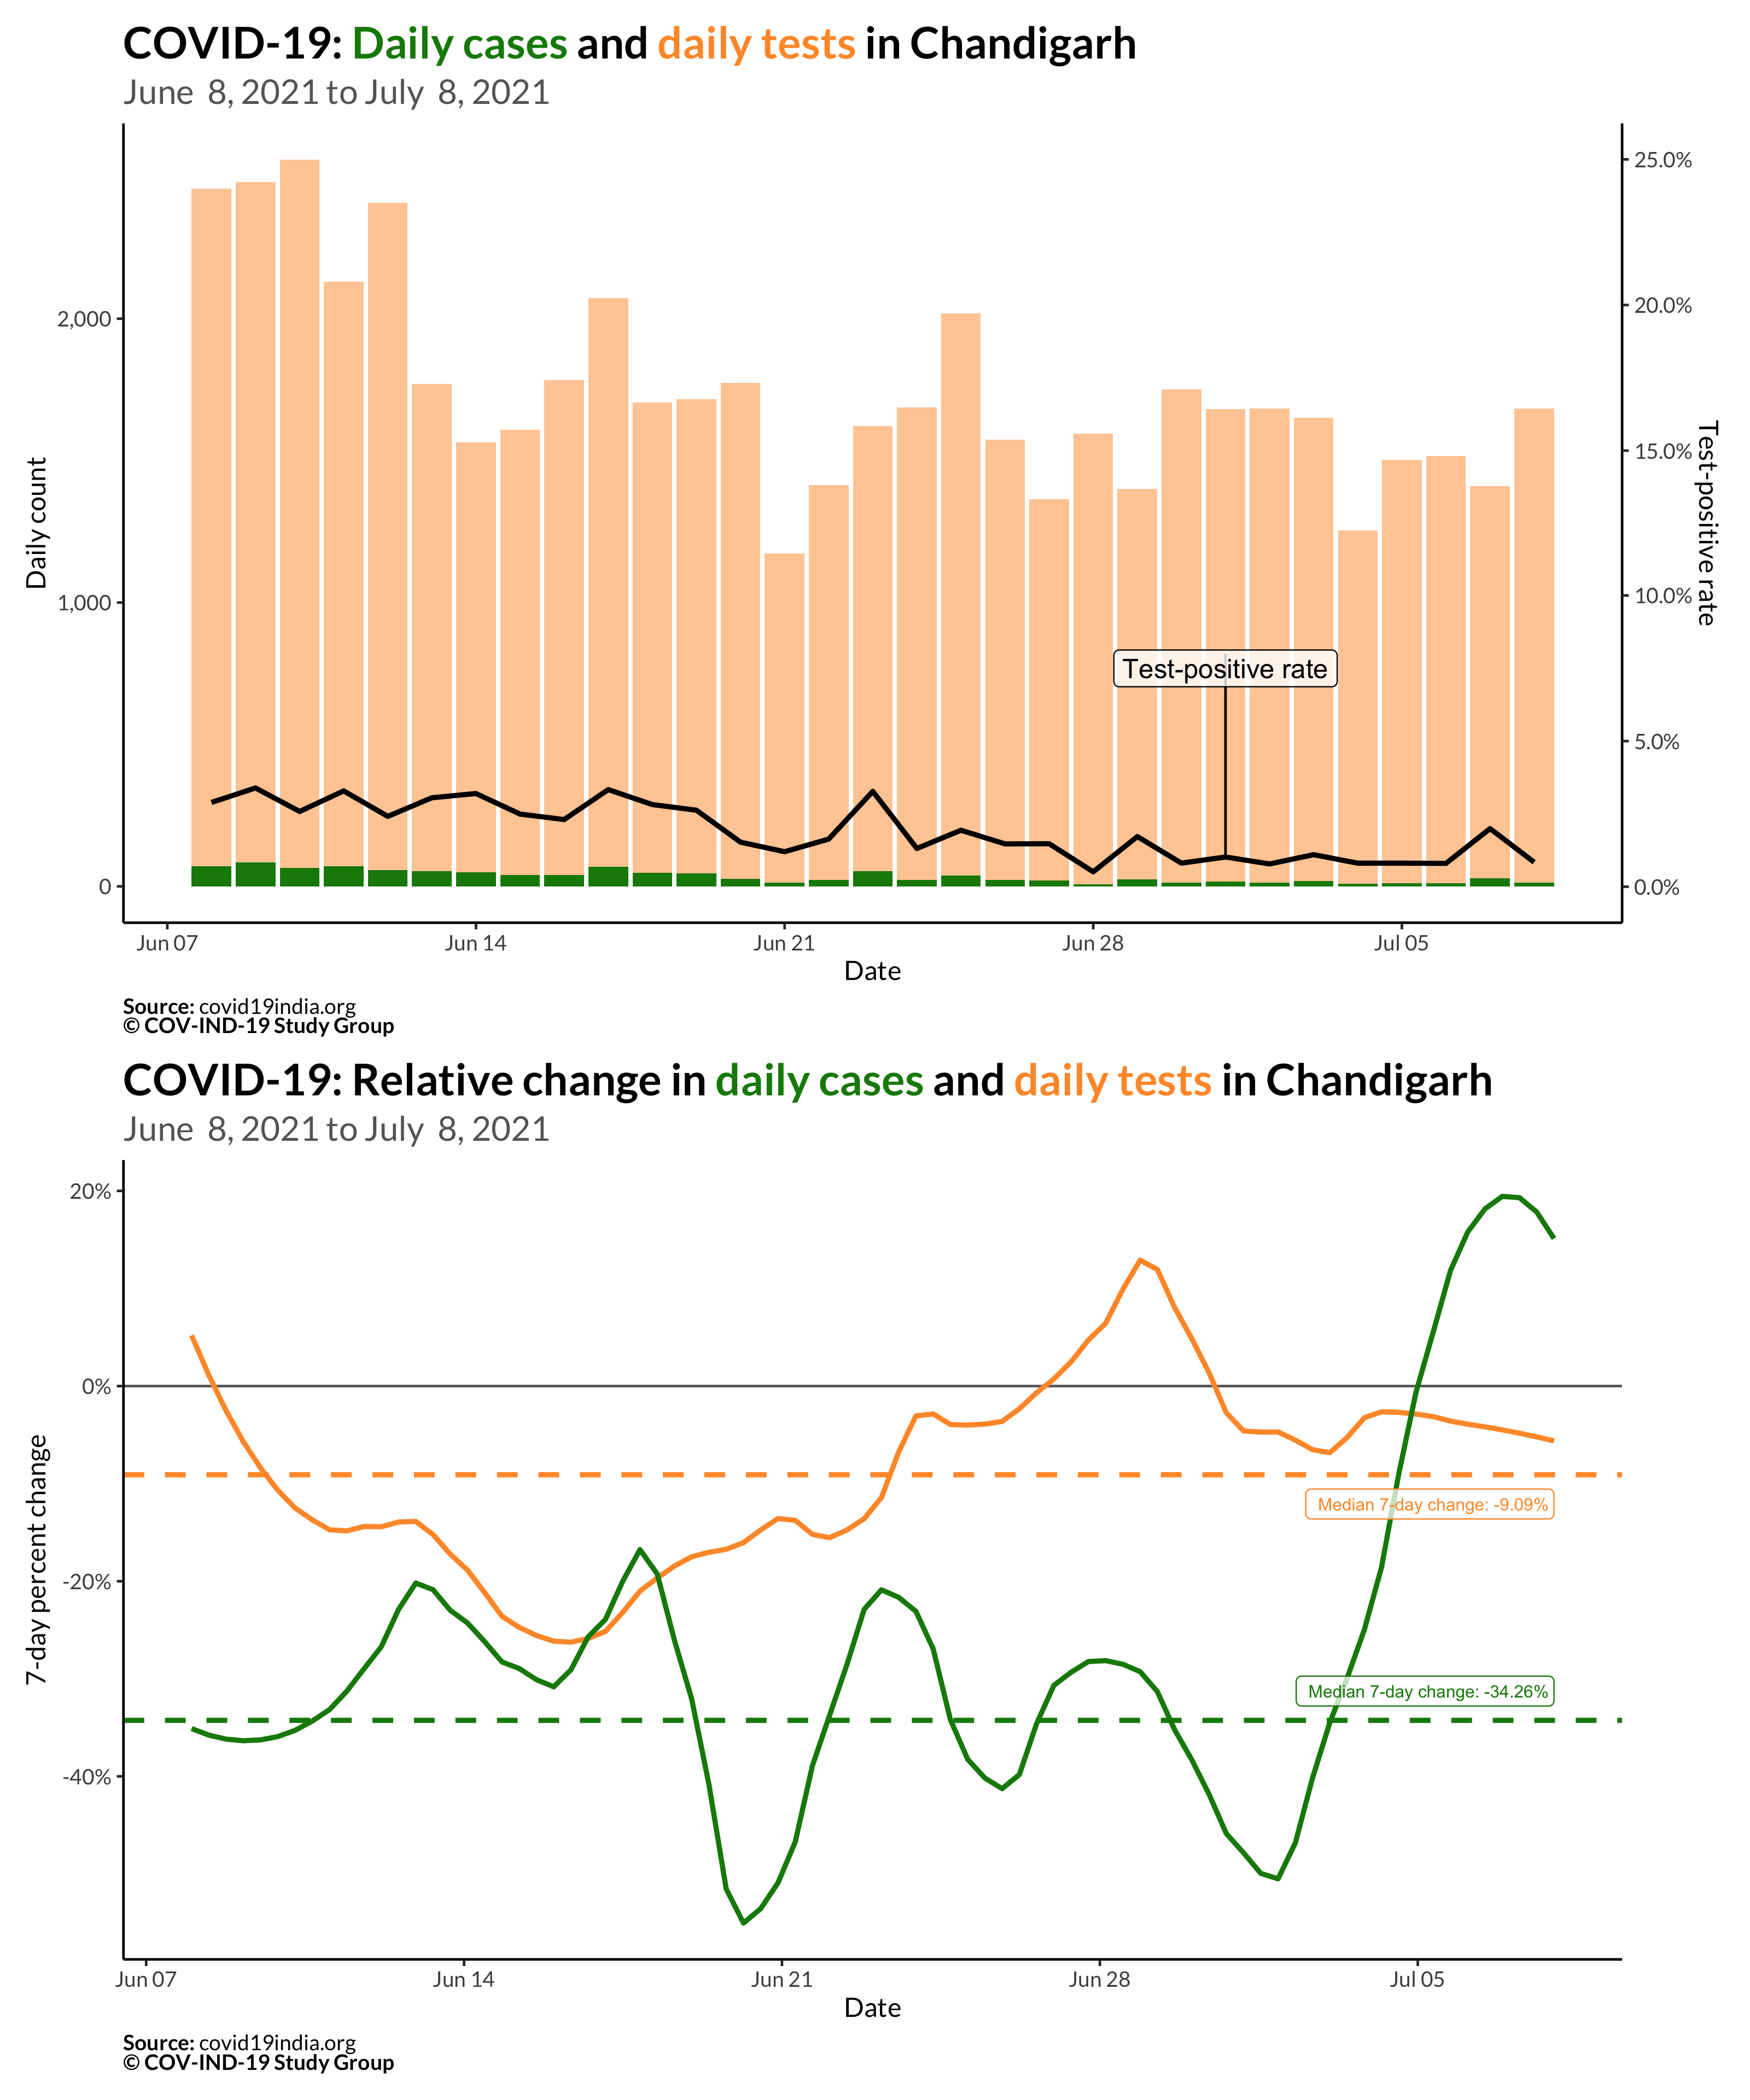 COVID-19: Daily cases and daily tests in Chandigarh
June 8, 2021 to July 8, 2021
25.0%
20.0%
2,000
15.0%
Daily count
Test-positive rate
1,000
10.0%
Test-positive rate
5.0%
0
0.0%
Jun 07 Jun 14 Jun 21 Jun 28 Jul 05
Date
Source: covid19india.org
© COV-IND-19 Study Group
COVID-19: Relative change in daily cases and daily tests in Chandigarh
June 8, 2021 to July 8, 2021
20%
0%
7-day percent change
Median 7-day change: -9.09%
-20%
Median 7-day change: -34.26%
-40%
Jun 07 Jun 14 Jun 21 Jun 28 Jul 05
Date
Source: covid19india.org
© COV-IND-19 Study Group